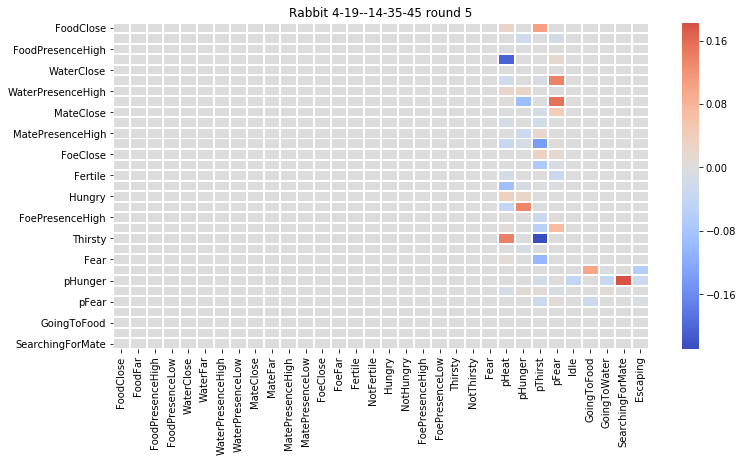 Rabbit 4-19--14-35-45 round 5
FoodClose
FoodPresenceHigh
WaterClose
WaterPresenceHigh
MateClose
MatePresenceHigh
FoeClose
Fertile
Hungry
FoePresenceHigh
Thirsty
Fear
pHunger
pFear
GoingToFood
SearchingForMate
FoodClose
FoodFar
FoodPresenceHigh
FoodPresenceLow
WaterClose
WaterFar
WaterPresenceHigh
WaterPresenceLow
MateClose
MateFar
MatePresenceHigh
MatePresenceLow
FoeClose
FoeFar
Fertile
NotFertile
Hungry
NotHungry
FoePresenceHigh
FoePresenceLow
Thirsty
NotThirsty
Fear
pHeat
pHunger
pThirst
pFear
Idle
GoingToFood
GoingToWater
SearchingForMate
Escaping
0.16
0.08
0.00
−0.08
−0.16